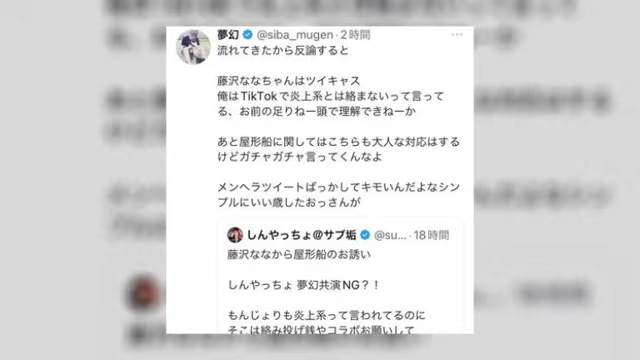 夢幻 @siba_mugen・2時間
流れてきたから反論すると
藤沢ななちゃんはツイキャス
俺はTikTokで炎上系とは絡まないって言って
る、お前の足りねー頭で理解できねーか
あと屋形船に関してはこちらも大人な対応はする
けどガチャガチャ言ってくんなよ
メンヘラツイートばっかしてキモいんだよなシン
プルにいい歳したおっさんが
しんやっちょ@サブ垢 @su...・18時間
藤沢ななから屋形船のお誘い
しんやっちょ 夢幻共演NG？！
もんじょりも炎上系って言われてるのに
そこは絡み投げ銭やコラボお願いして